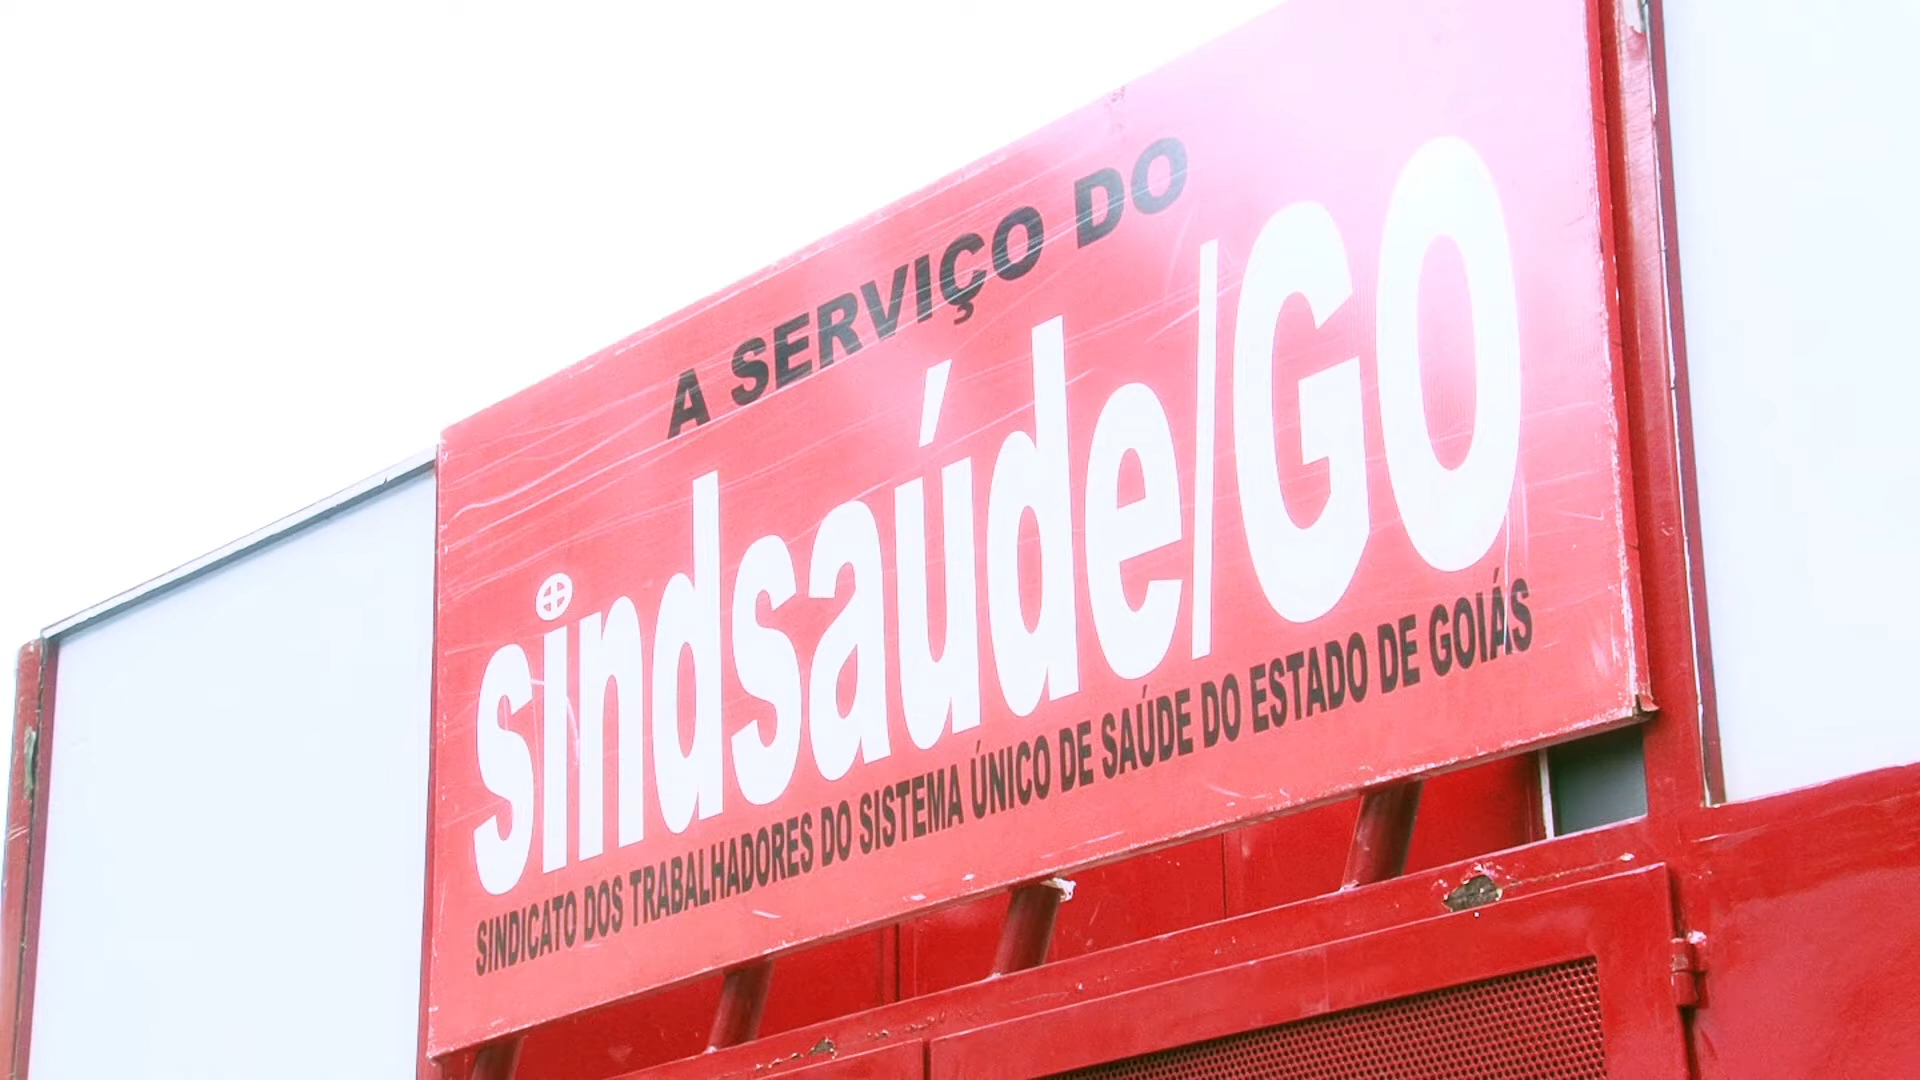 A SERVIÇO DO
sindsaúde/GO
SINDICATO DOS TRABALHADORES DO SISTEMA ÚNICO DE SAÚDE DO ESTADO DE GOIÁS